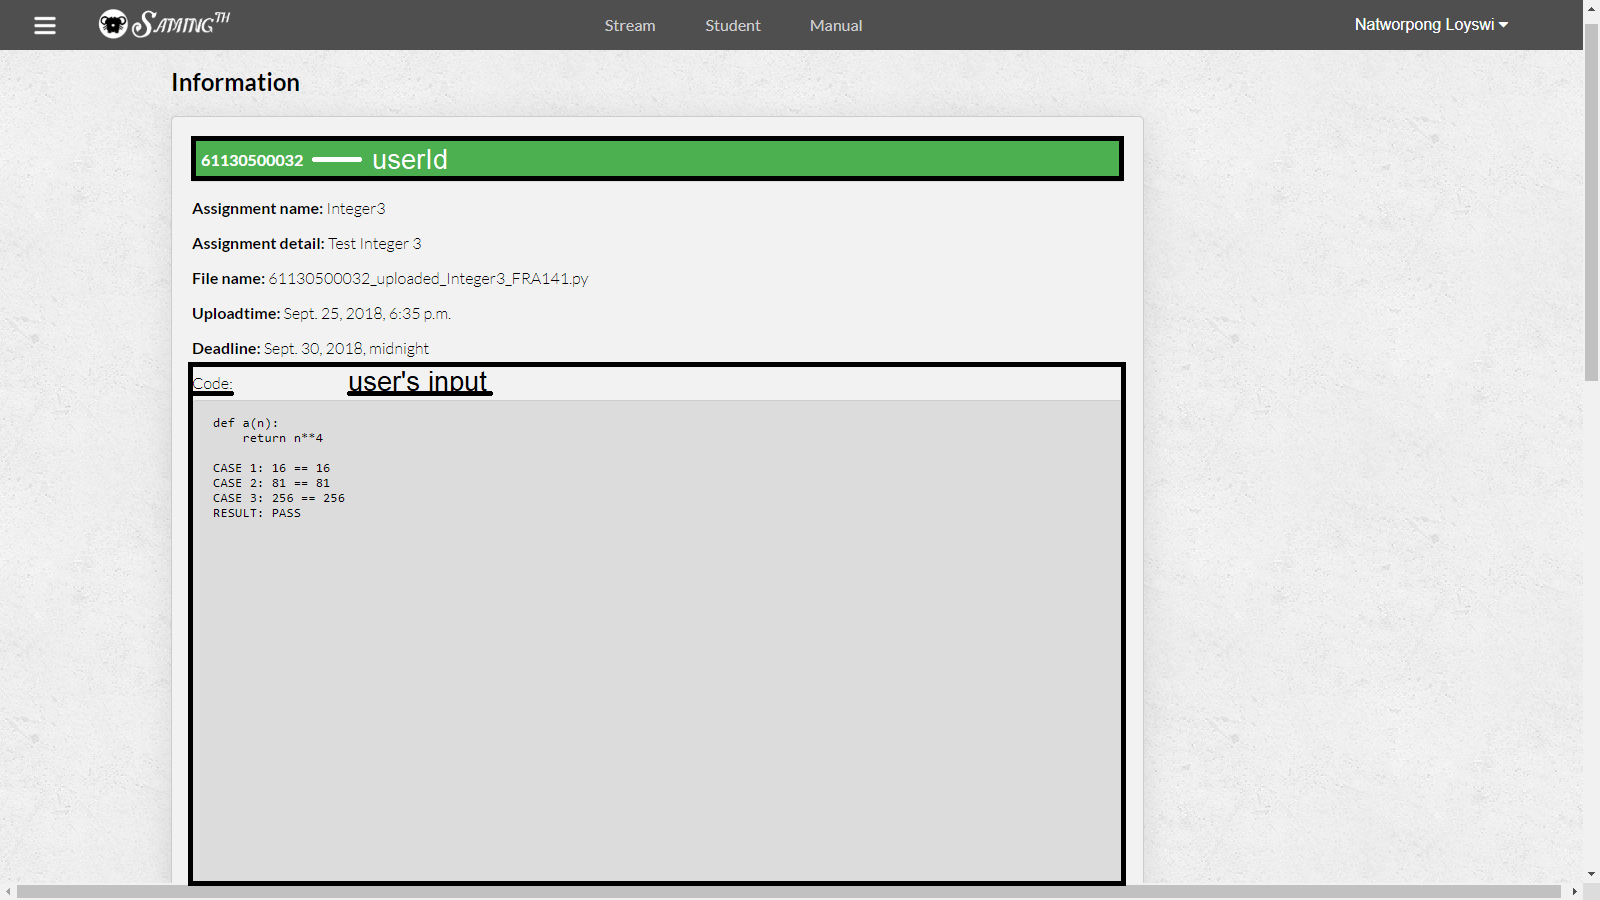 SAMING TH
Stream Student Manual
Natworpong Loyswi
Information
61130500032 userId
Assignment name: Integer3
Assignment detail: Test Integer 3
File name: 61130500032_uploaded_Integer3_FRA141.py
Uploadtime: Sept. 25, 2018, 6:35 p.m.
Deadline: Sept. 30, 2018, midnight
Code: user's input
def a(n):
    return n**4
CASE 1: 16 == 16
CASE 2: 81 == 81
CASE 3: 256 == 256
RESULT: PASS